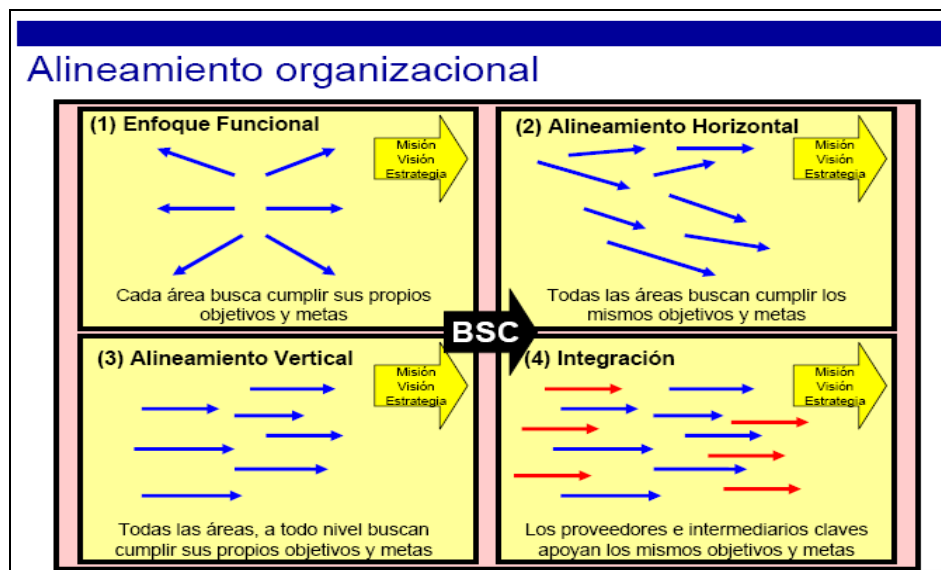 Alineamiento organizacional
(1) Enfoque Funcional
Misión
Visión
Estrategia
Cada área busca cumplir sus propios
objetivos y metas
(2) Alineamiento Horizontal
Misión
Visión
Estrategia
Todas las áreas buscan cumplir los
mismos objetivos y metas
BSC
(3) Alineamiento Vertical
Misión
Visión
Estrategia
Todas las áreas, a todo nivel buscan
cumplir sus propios objetivos y metas
(4) Integración
Misión
Visión
Estrategia
Los proveedores e intermediarios claves
apoyan los mismos objetivos y metas